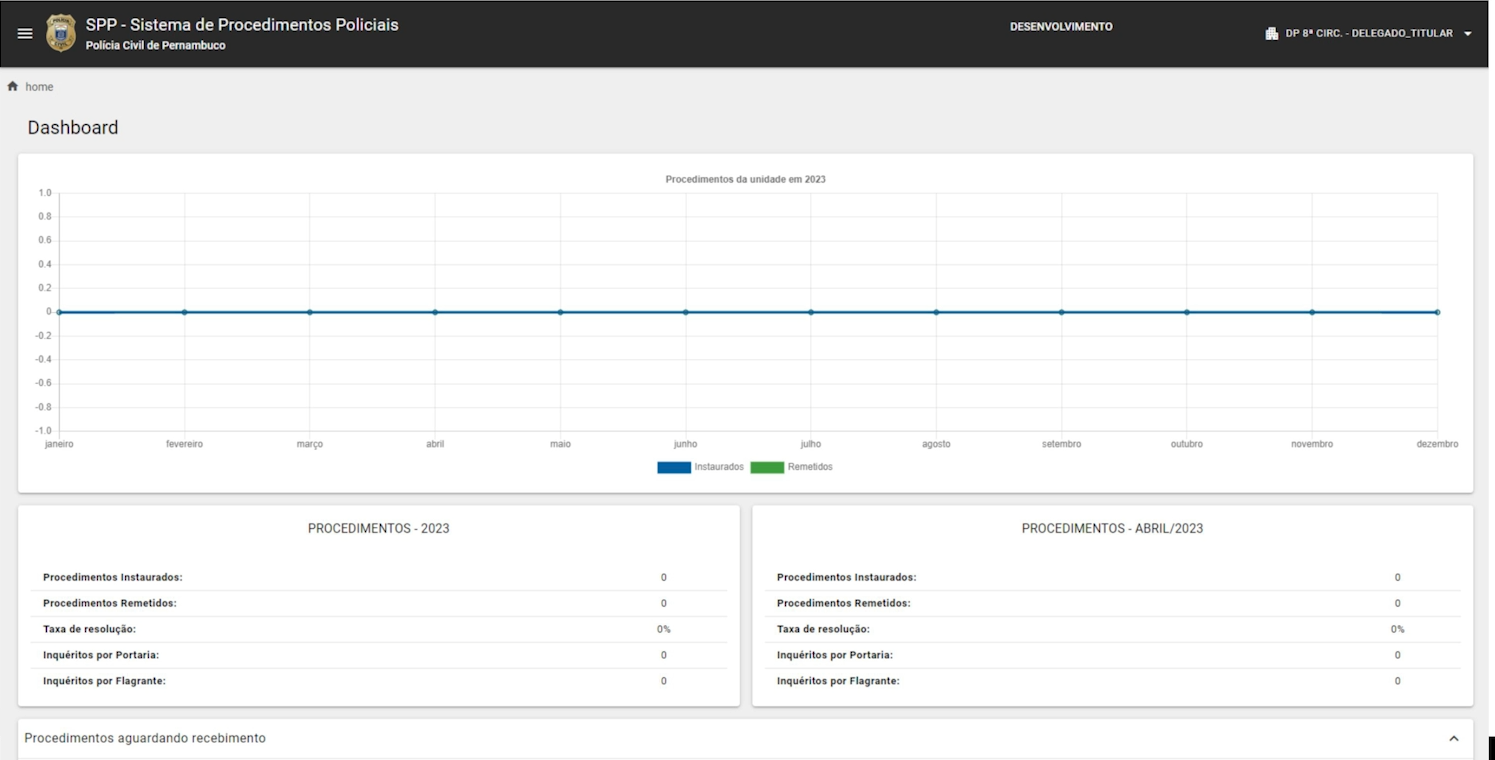 SPP - Sistema de Procedimentos Policiais
Polícia Civil de Pernambuco
DESENVOLVIMENTO
DP 8ª CIRC. - DELEGADO_TITULAR
home
Dashboard
Procedimentos da unidade em 2023
1.0
0.8
0.6
0.4
0.2
0
-0.2
-0.4
-0.6
-0.8
-1.0
janeiro fevereiro março abril maio junho julho agosto setembro outubro novembro dezembro
Instaurados Remetidos
PROCEDIMENTOS - 2023
Procedimentos Instaurados: 0
Procedimentos Remetidos: 0
Taxa de resolução: 0%
Inquéritos por Portaria: 0
Inquéritos por Flagrante: 0
PROCEDIMENTOS - ABRIL/2023
Procedimentos Instaurados: 0
Procedimentos Remetidos: 0
Taxa de resolução: 0%
Inquéritos por Portaria: 0
Inquéritos por Flagrante: 0
Procedimentos aguardando recebimento